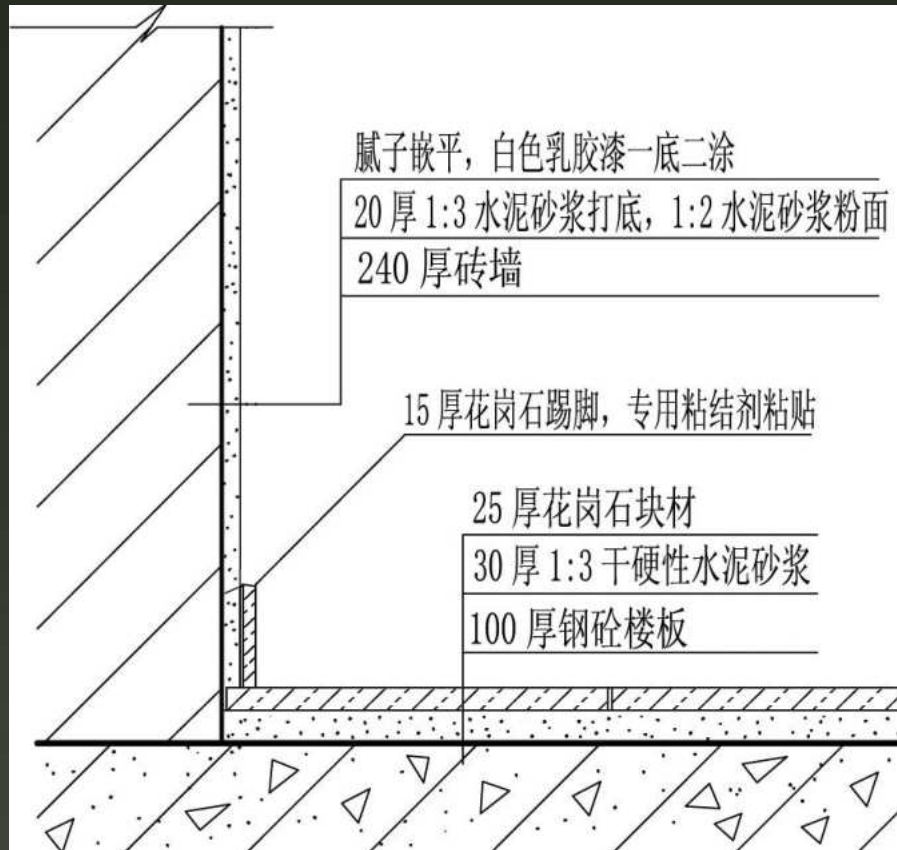 腻子嵌平，白色乳胶漆一底二涂
20厚1:3水泥砂浆打底，1:2水泥砂浆粉面
240厚砖墙
15厚花岗石踢脚，专用粘结剂粘贴
25厚花岗石块材
30厚1:3干硬性水泥砂浆
100厚钢砼楼板